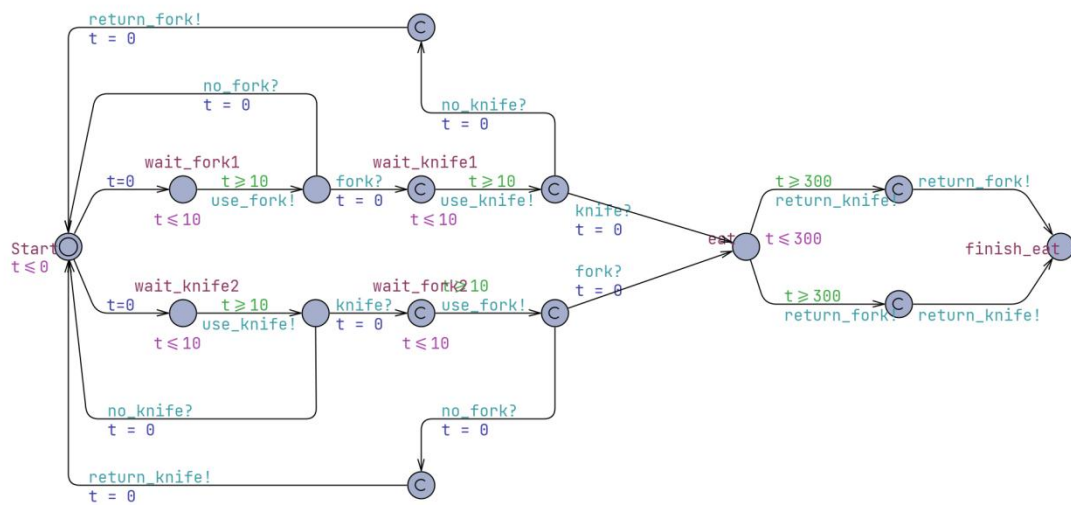 return_fork!
t = 0
no_fork?
t = 0
no_knife?
t = 0
wait_fork1
wait_knife1
t=0
t≥10
use_fork!
fork?
t = 0
t≥10
use_knife!
t≤10
t≤10
knife?
t = 0
t≥300
return_knife!
return_fork!
Start
t≤0
eat
t≤300
finish_eat
wait_knife2
wait_fork2
t=0
t≥10
use_knife!
knife?
t = 0
t≥10
use_fork!
t≤10
t≤10
fork?
t = 0
t≥300
return_fork!
return_knife!
no_knife?
t = 0
no_fork?
t = 0
return_knife!
t = 0
C
C
C
C
C
C
C
C